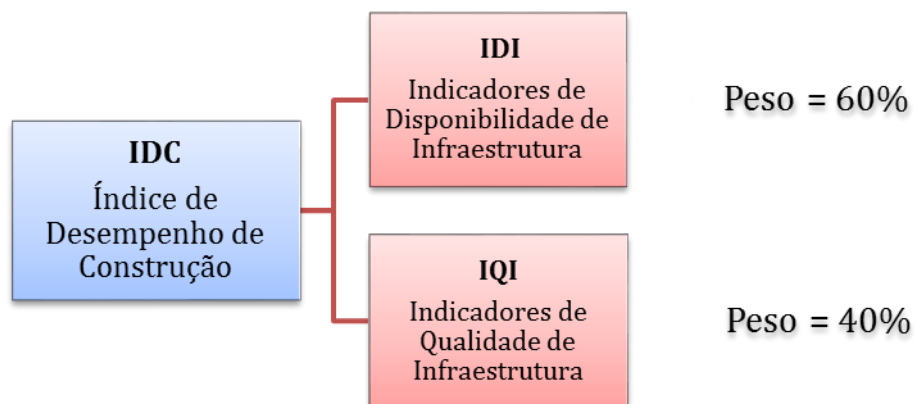 IDC
Índice de
Desempenho de
Construção
IDI
Indicadores de
Disponibilidade de
Infraestrutura
Peso = 60%
IQI
Indicadores de
Qualidade de
Infraestrutura
Peso = 40%